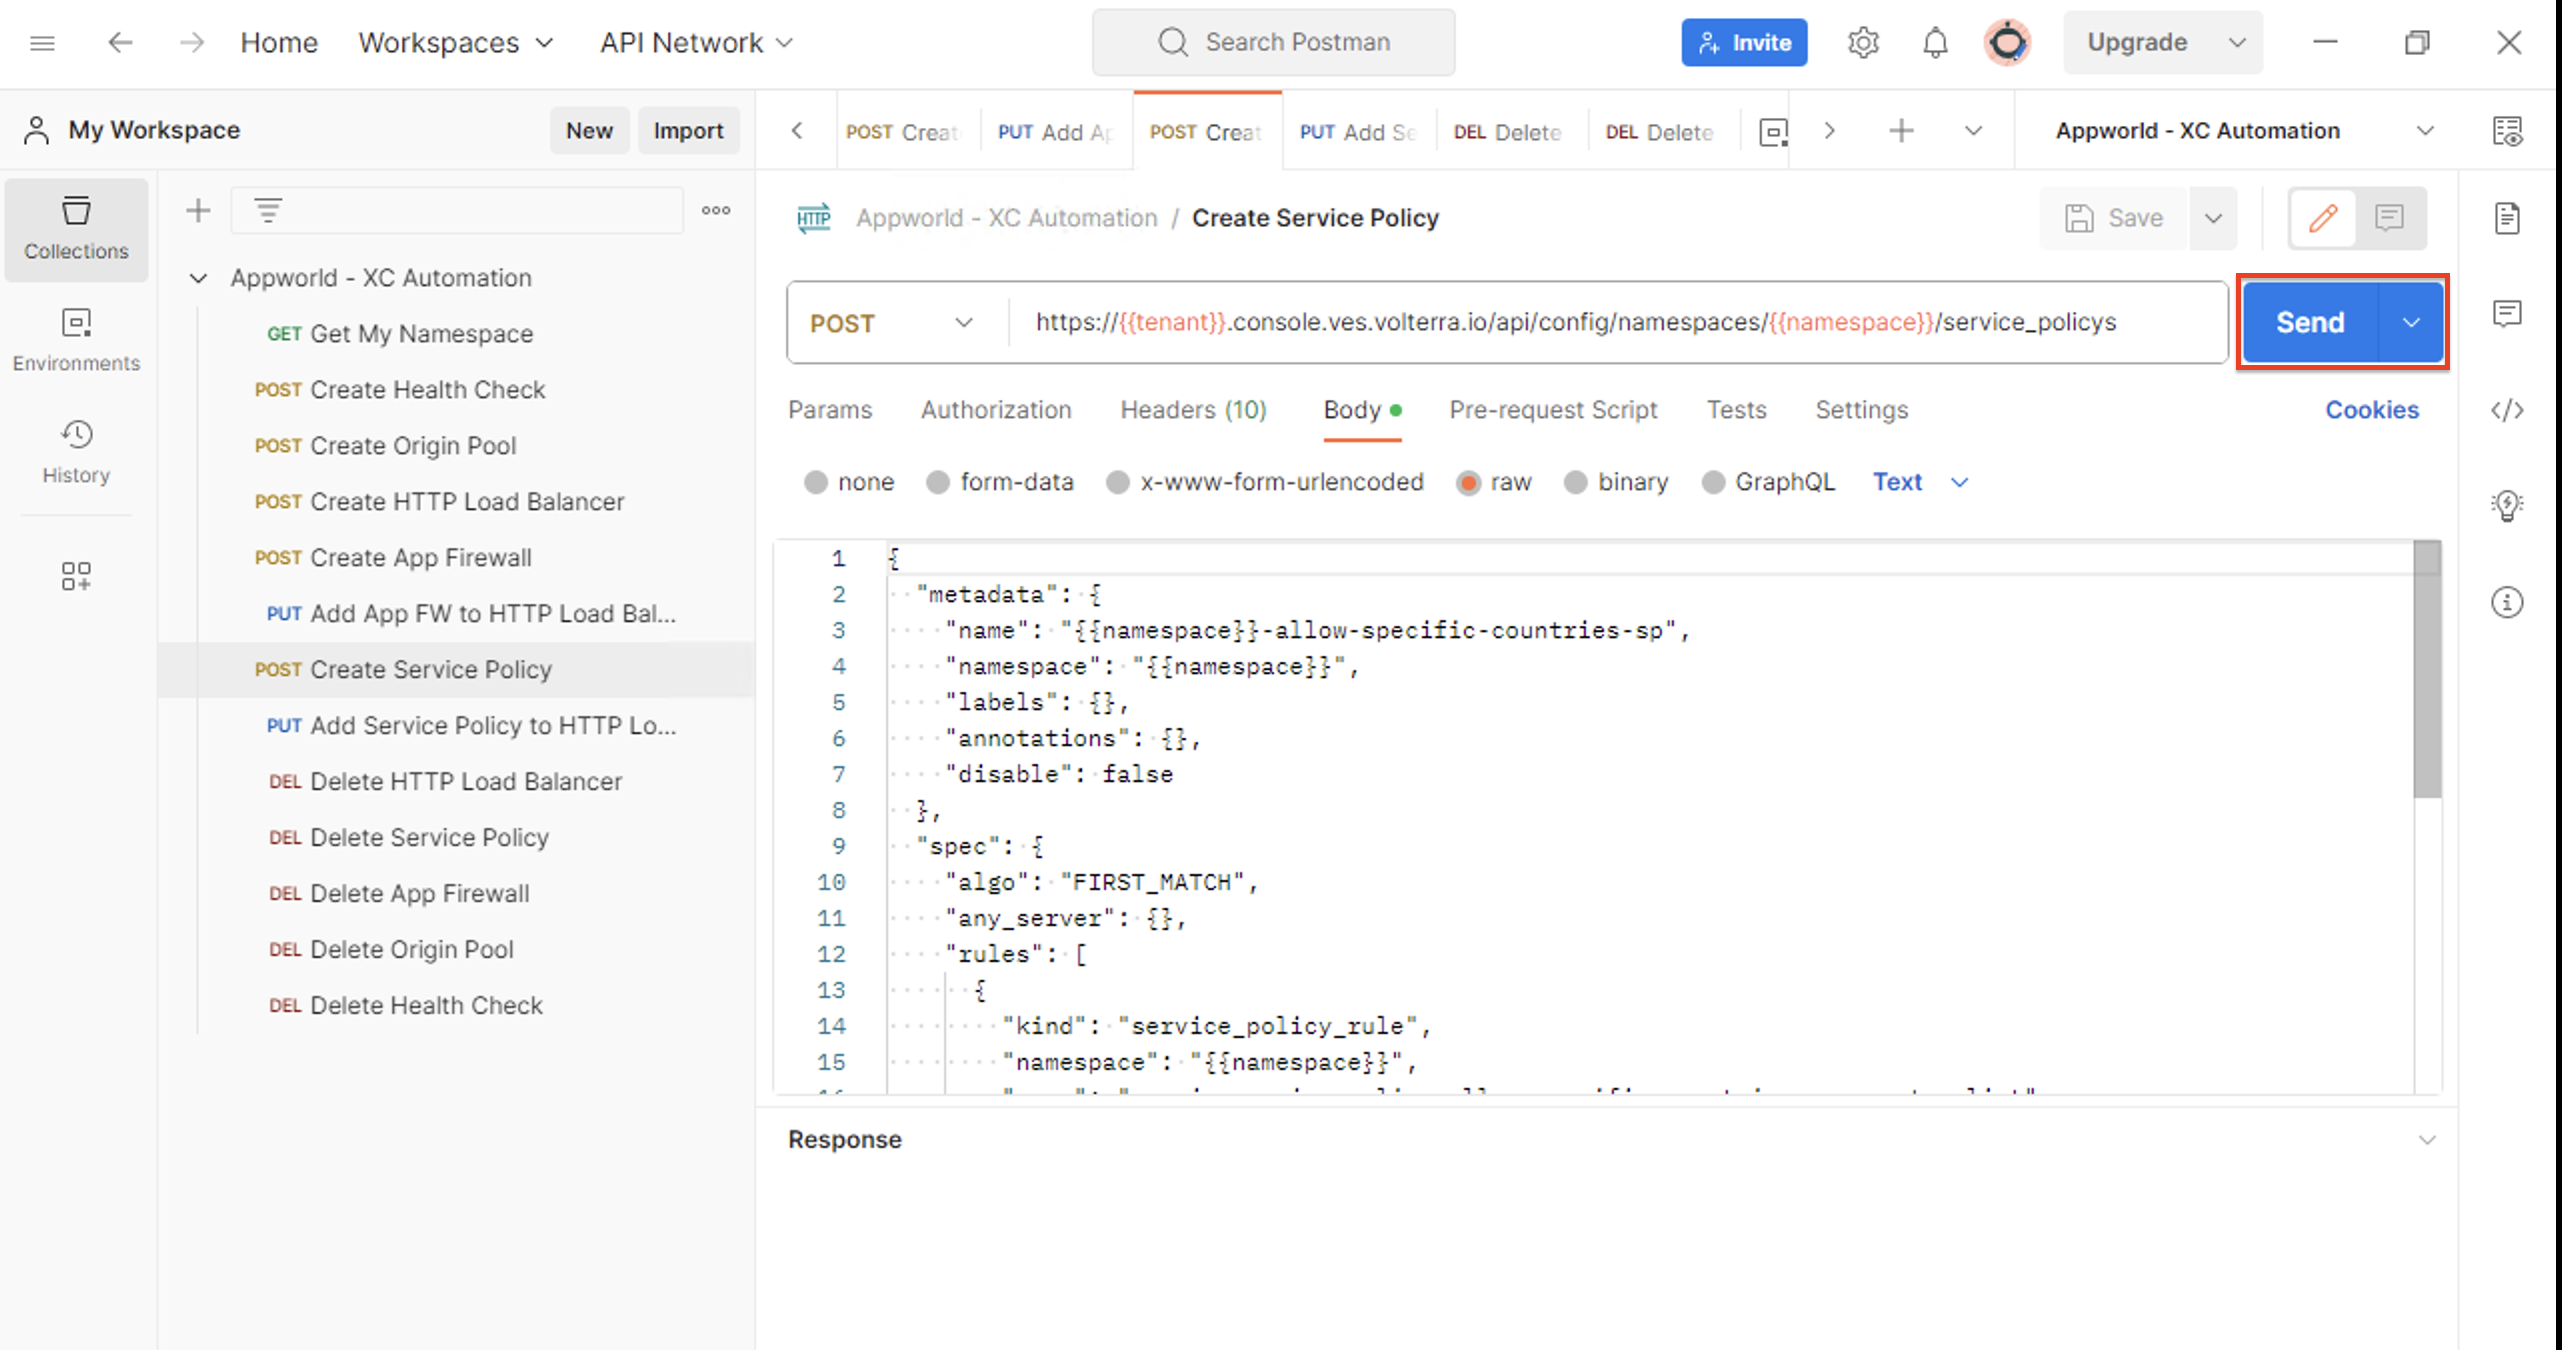 Home Workspaces API Network Search Postman Invite Upgrade
My Workspace New Import
POST Creat PUT Add Ap POST Creat PUT Add Se DEL Delete DEL Delete Appworld - XC Automation
Collections
Environments
History
Appworld - XC Automation
GET Get My Namespace
POST Create Health Check
POST Create Origin Pool
POST Create HTTP Load Balancer
POST Create App Firewall
PUT Add App FW to HTTP Load Bal...
POST Create Service Policy
PUT Add Service Policy to HTTP Lo...
DEL Delete HTTP Load Balancer
DEL Delete Service Policy
DEL Delete App Firewall
DEL Delete Origin Pool
DEL Delete Health Check
HTTP Appworld - XC Automation / Create Service Policy Save
POST https://{{tenant}}.console.ves.volterra.io/api/config/namespaces/{{namespace}}/service_policys Send
Params Authorization Headers (10) Body Pre-request Script Tests Settings Cookies
none form-data x-www-form-urlencoded raw binary GraphQL Text
1 {
2 "metadata": {
3 "name": "{{namespace}}-allow-specific-countries-sp",
4 "namespace": "{{namespace}}",
5 "labels": {},
6 "annotations": {},
7 "disable": false
8 },
9 "spec": {
10 "algo": "FIRST_MATCH",
11 "any_server": {},
12 "rules": [
13 {
14 "kind": "service_policy_rule",
15 "namespace": "{{namespace}}",
Response